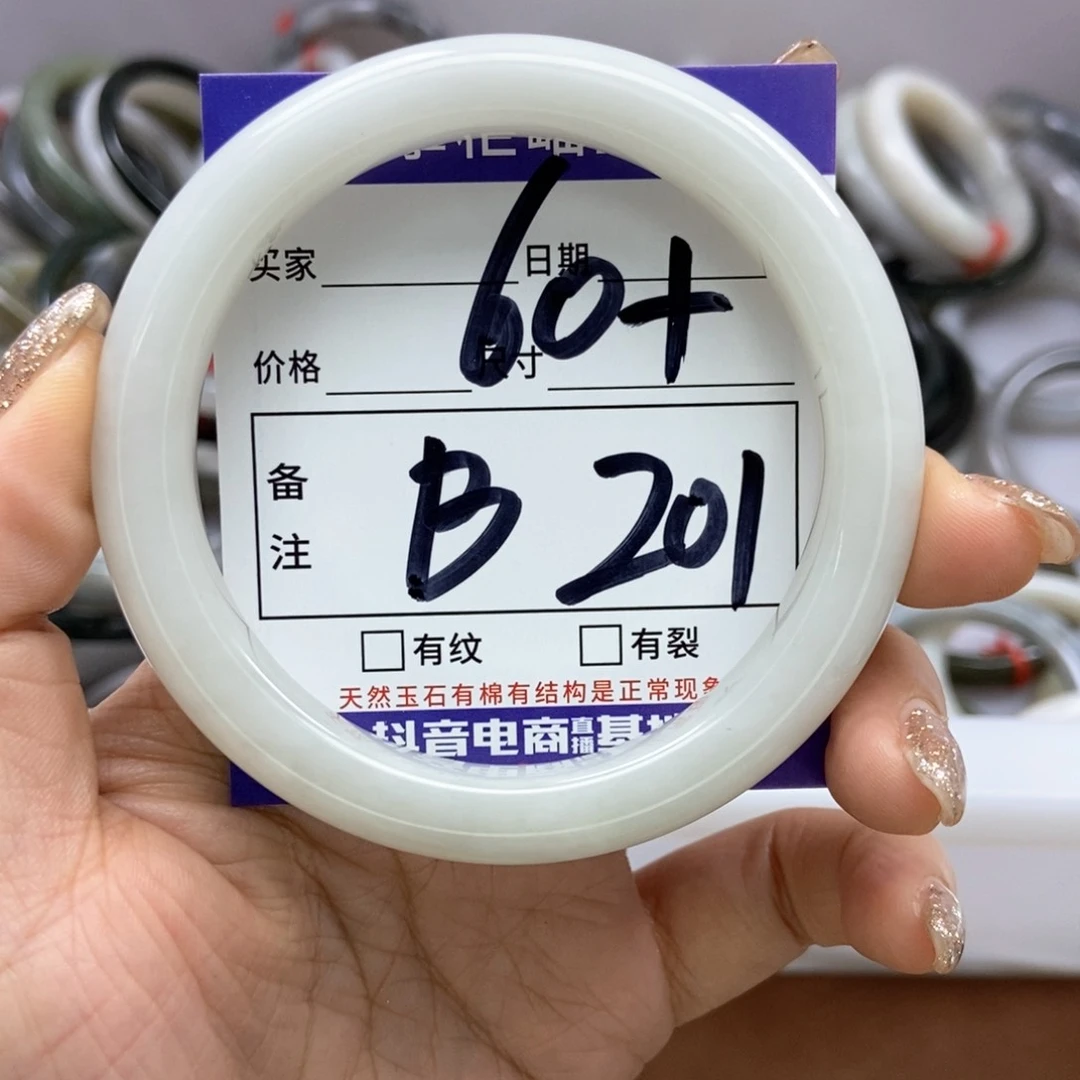 60+
买家 日期
价格 尺寸
备注
B 201
有纹 有裂
天然玉石有棉有结构是正常现象
抖音电商直播基地